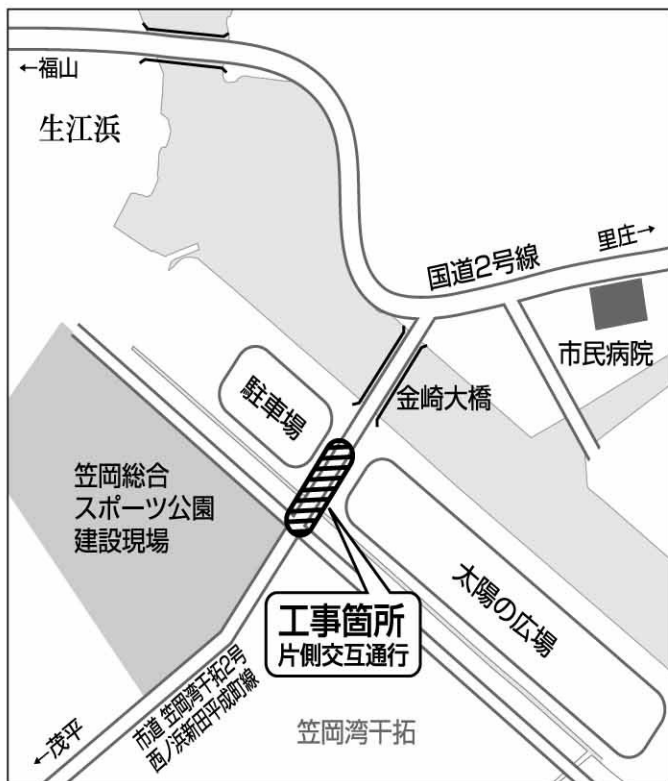 ←福山
生江浜
里庄→
国道2号線
市民病院
金崎大橋
駐車場
笠岡総合
スポーツ公園
建設現場
工事箇所
片側交互通行
太陽の広場
市道 笠岡湾干拓2号
西ノ浜新田平成町線
笠岡湾干拓
←茂平